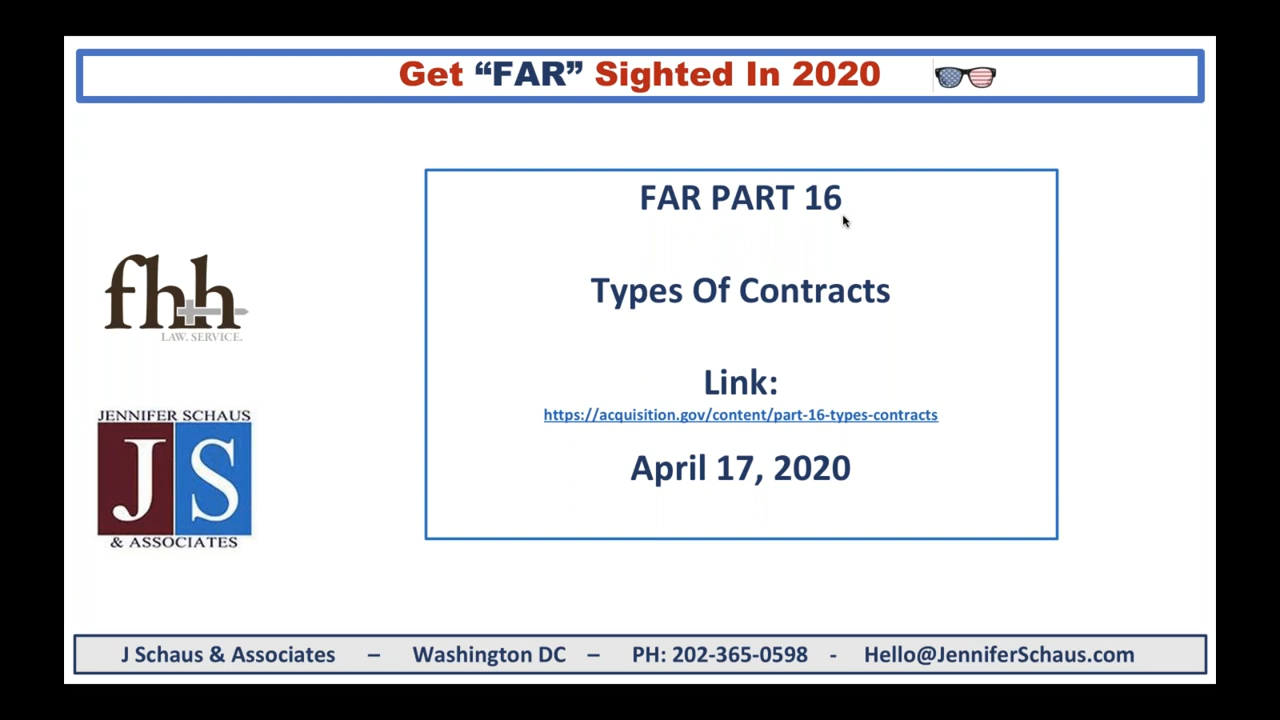 Get “FAR” Sighted In 2020
FAR PART 16
Types Of Contracts
Link:
https://acquisition.gov/content/part-16-types-contracts
April 17, 2020
fhh
LAW. SERVICE.
JENNIFER SCHAUS
JS
& ASSOCIATES
J Schaus & Associates – Washington DC – PH: 202-365-0598 - Hello@JenniferSchaus.com